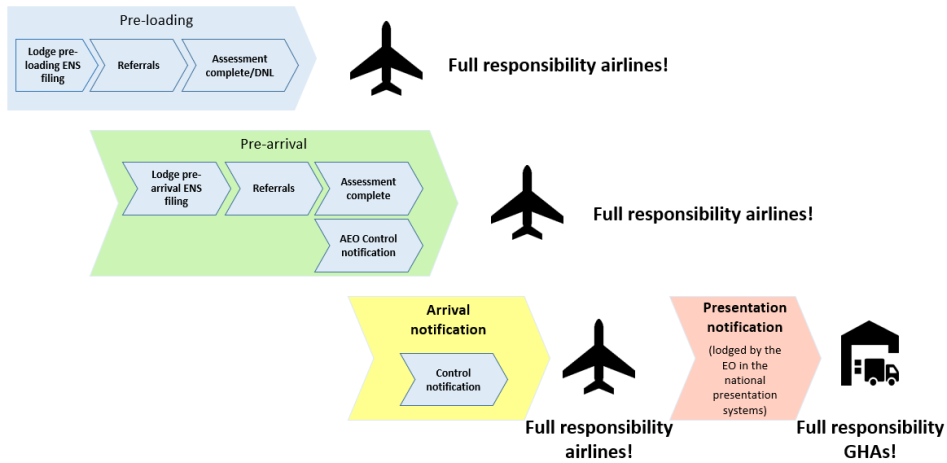 Pre-loading
Lodge pre-
loading ENS
filing
Referrals
Assessment
complete/DNL
Full responsibility airlines!
Pre-arrival
Lodge pre-
arrival ENS
filing
Referrals
Assessment
complete
AEO Control
notification
Full responsibility airlines!
Arrival
notification
Control
notification
Full responsibility
airlines!
Presentation
notification
(lodged by the
EO in the
national
presentation
systems)
Full responsibility
GHAs!